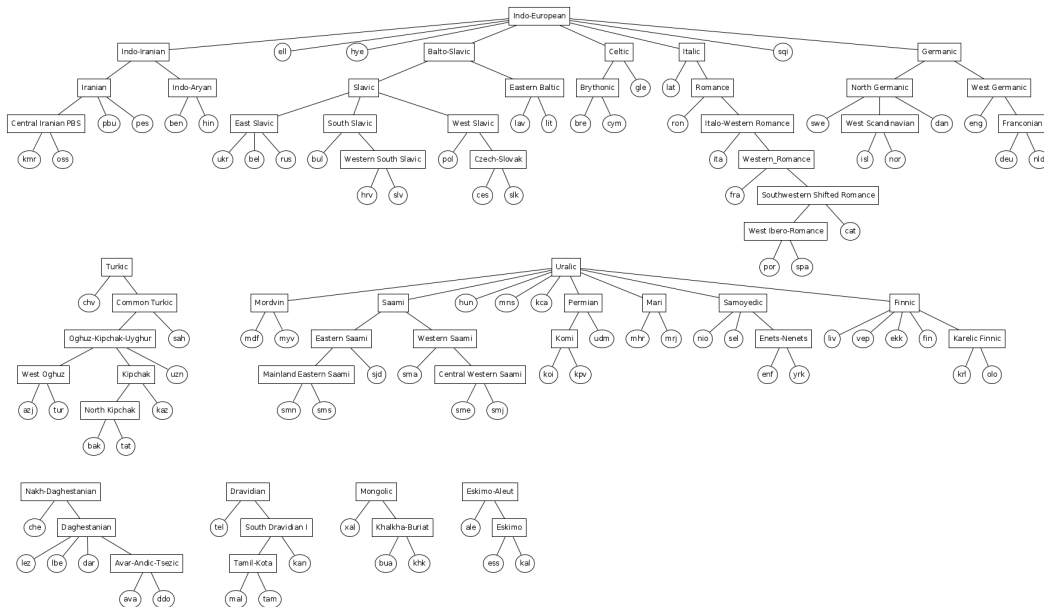 Indo-European
Indo-Iranian
ell
hye
Balto-Slavic
Celtic
Italic
sqi
Germanic
Iranian
Indo-Aryan
Slavic
Eastern Baltic
Brythonic
gle
lat
Romance
North Germanic
West Germanic
Central Iranian PBS
pbu
pes
ben
hin
East Slavic
South Slavic
West Slavic
lav
lit
bre
cym
ron
Italo-Western Romance
swe
West Scandinavian
dan
eng
Franconian
kmr
oss
ukr
bel
rus
bul
Western South Slavic
pol
Czech-Slovak
ita
Western_Romance
isl
nor
deu
nld
hrv
slv
ces
slk
fra
Southwestern Shifted Romance
West Ibero-Romance
cat
por
spa
Turkic
Uralic
chv
Common Turkic
Mordvin
Saami
hun
mns
kca
Permian
Mari
Samoyedic
Finnic
Oghuz-Kipchak-Uyghur
sah
mdf
myv
Eastern Saami
Western Saami
Komi
udm
mhr
mrj
nio
sel
Enets-Nenets
liv
vep
ekk
fin
Karelic Finnic
West Oghuz
Kipchak
uzn
Mainland Eastern Saami
sjd
sma
Central Western Saami
koi
kpv
enf
yrk
krl
olo
azj
tur
North Kipchak
kaz
smn
sms
sme
smj
bak
tat
Nakh-Daghestanian
Dravidian
Mongolic
Eskimo-Aleut
che
Daghestanian
tel
South Dravidian I
xal
Khalkha-Buriat
ale
Eskimo
lez
lbe
dar
Avar-Andic-Tsezic
Tamil-Kota
kan
bua
khk
ess
kal
ava
ddo
mal
tam